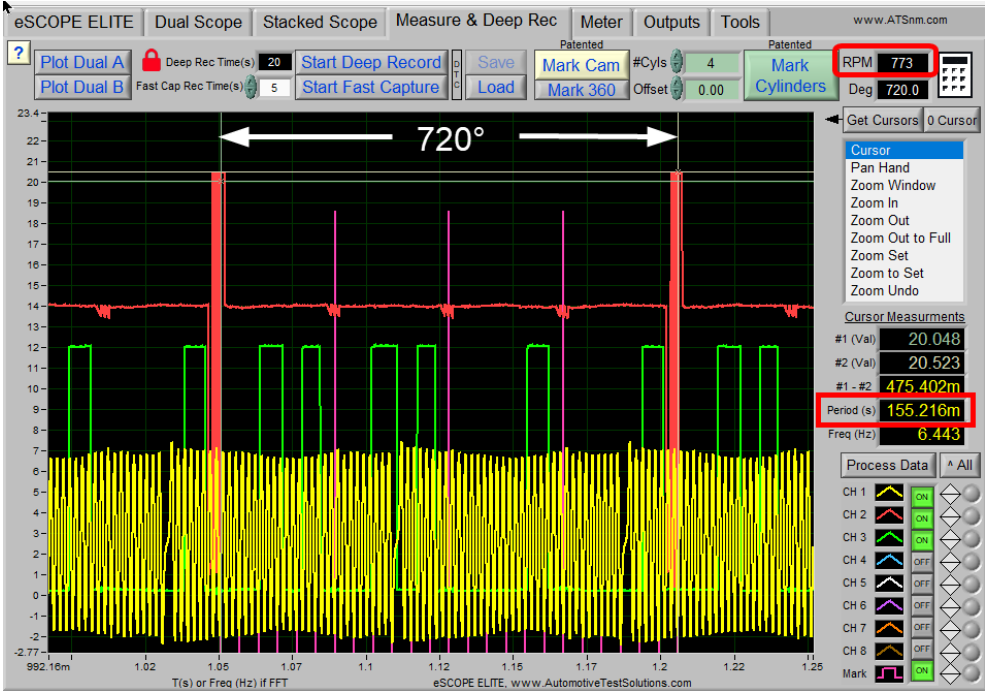 eSCOPE ELITE Dual Scope Stacked Scope Measure & Deep Rec Meter Outputs Tools www.ATSnm.com
? Plot Dual A Deep Rec Time(s) 20 Start Deep Record D T C Save Patented Mark Cam #Cyls 4 Patented Mark Cylinders RPM 773
Plot Dual B Fast Cap Rec Time(s) 5 Start Fast Capture Load Mark 360 Offset 0.00 Deg 720.0
Get Cursors 0 Cursor
720°
Cursor
Pan Hand
Zoom Window
Zoom In
Zoom Out
Zoom Out to Full
Zoom Set
Zoom to Set
Zoom Undo
Cursor Measurments
#1 (Val) 20.048
#2 (Val) 20.523
#1 - #2 475.402m
Period (s) 155.216m
Freq (Hz) 6.443
Process Data ^ All
CH 1 ON
CH 2 ON
CH 3 ON
CH 4 OFF
CH 5 OFF
CH 6 OFF
CH 7 OFF
CH 8 OFF
Mark ON
23.4
22
21
20
19
18
17
16
15
14
13
12
11
10
9
8
7
6
5
4
3
2
1
0
-1
-2
-2.77
992.16m 1.02 1.05 1.07 1.1 1.12 1.15 1.17 1.2 1.22 1.25
T(s) or Freq (Hz) if FFT eSCOPE ELITE, www.AutomotiveTestSolutions.com